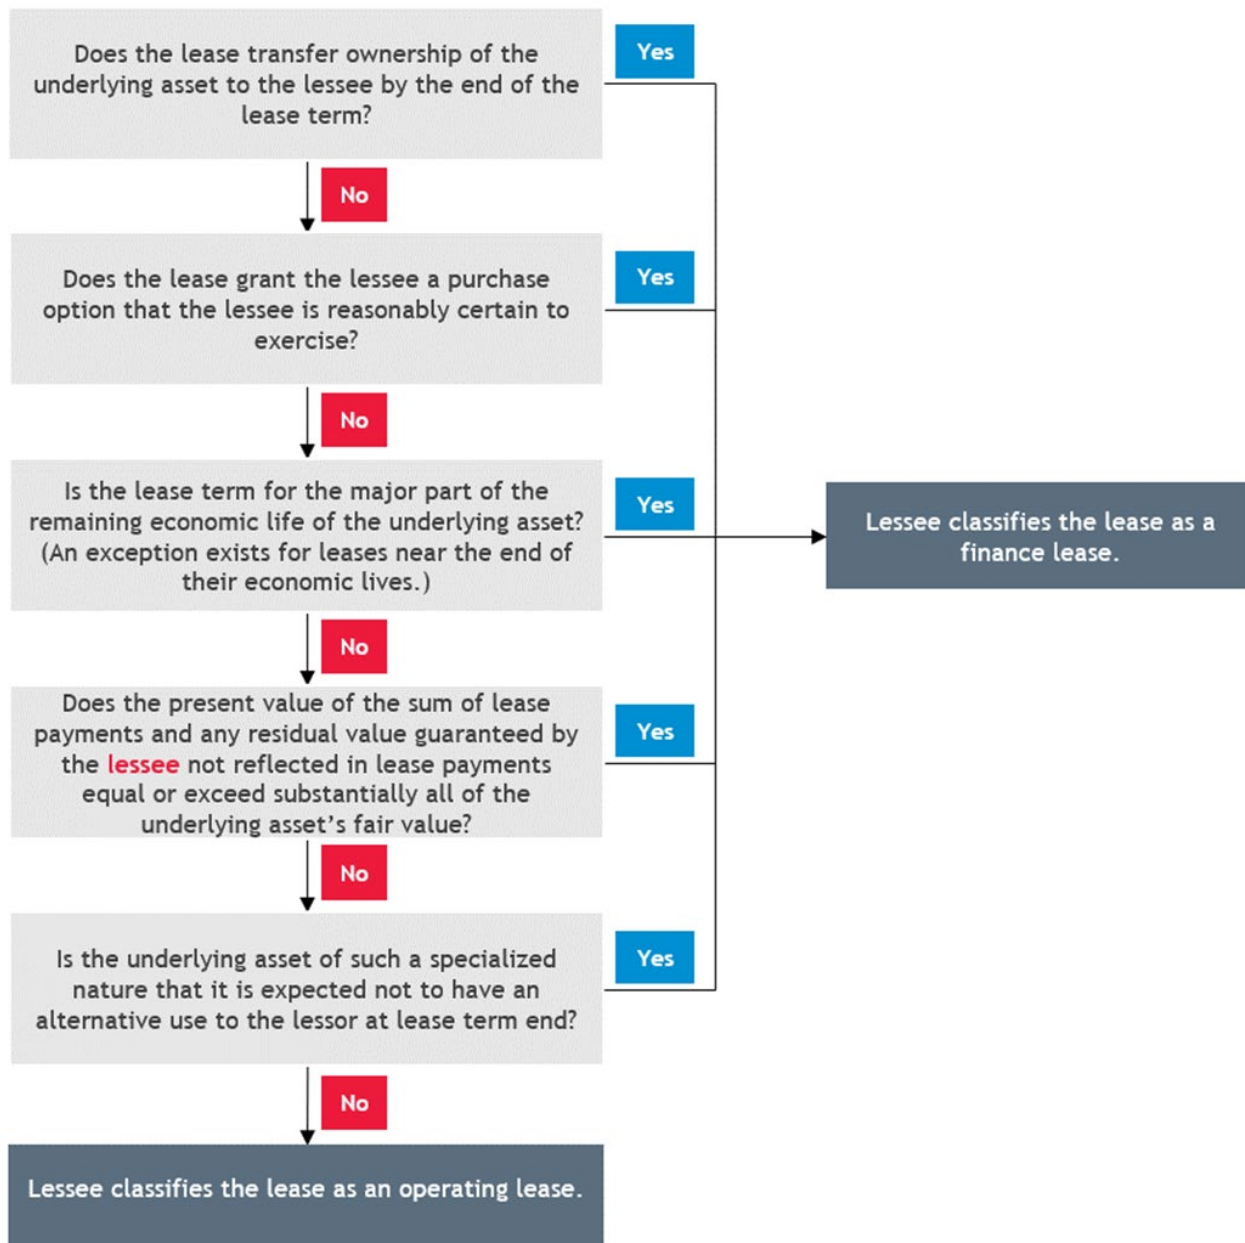 Does the lease transfer ownership of the
underlying asset to the lessee by the end of the
lease term?
Yes
No
Does the lease grant the lessee a purchase
option that the lessee is reasonably certain to
exercise?
Yes
No
Is the lease term for the major part of the
remaining economic life of the underlying asset?
(An exception exists for leases near the end of
their economic lives.)
Yes
Lessee classifies the lease as a
finance lease.
No
Does the present value of the sum of lease
payments and any residual value guaranteed by
the lessee not reflected in lease payments
equal or exceed substantially all of the
underlying asset’s fair value?
Yes
No
Is the underlying asset of such a specialized
nature that it is expected not to have an
alternative use to the lessor at lease term end?
Yes
No
Lessee classifies the lease as an operating lease.